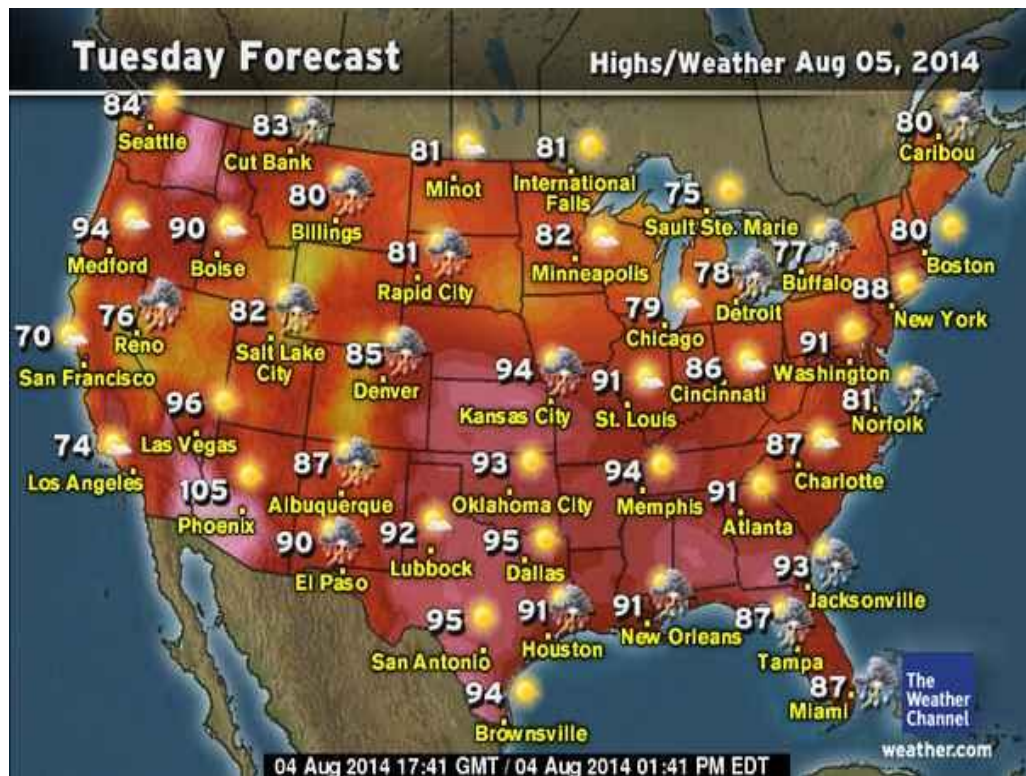 Tuesday Forecast
Highs/Weather Aug 05, 2014
84
Seattle
83
Cut Bank
81
Minot
81
International
Falls
80
Caribou
94
Medford
90
Boise
80
Billings
81
Rapid City
82
Minneapolis
75
Sault Ste. Marie
77
Buffalo
80
Boston
78
Detroit
88
New York
70
San Francisco
76
Reno
82
Salt Lake
City
85
Denver
94
Kansas City
79
Chicago
91
St. Louis
86
Cincinnati
91
Washington
81
Norfolk
96
Las Vegas
74
Los Angeles
105
Phoenix
87
Albuquerque
93
Oklahoma City
94
Memphis
91
Atlanta
87
Charlotte
90
El Paso
92
Lubbock
95
Dallas
93
Jacksonville
95
San Antonio
91
Houston
91
New Orleans
87
Tampa
94
Brownsville
87
Miami
The
Weather
Channel
weather.com
04 Aug 2014 17:41 GMT / 04 Aug 2014 01:41 PM EDT